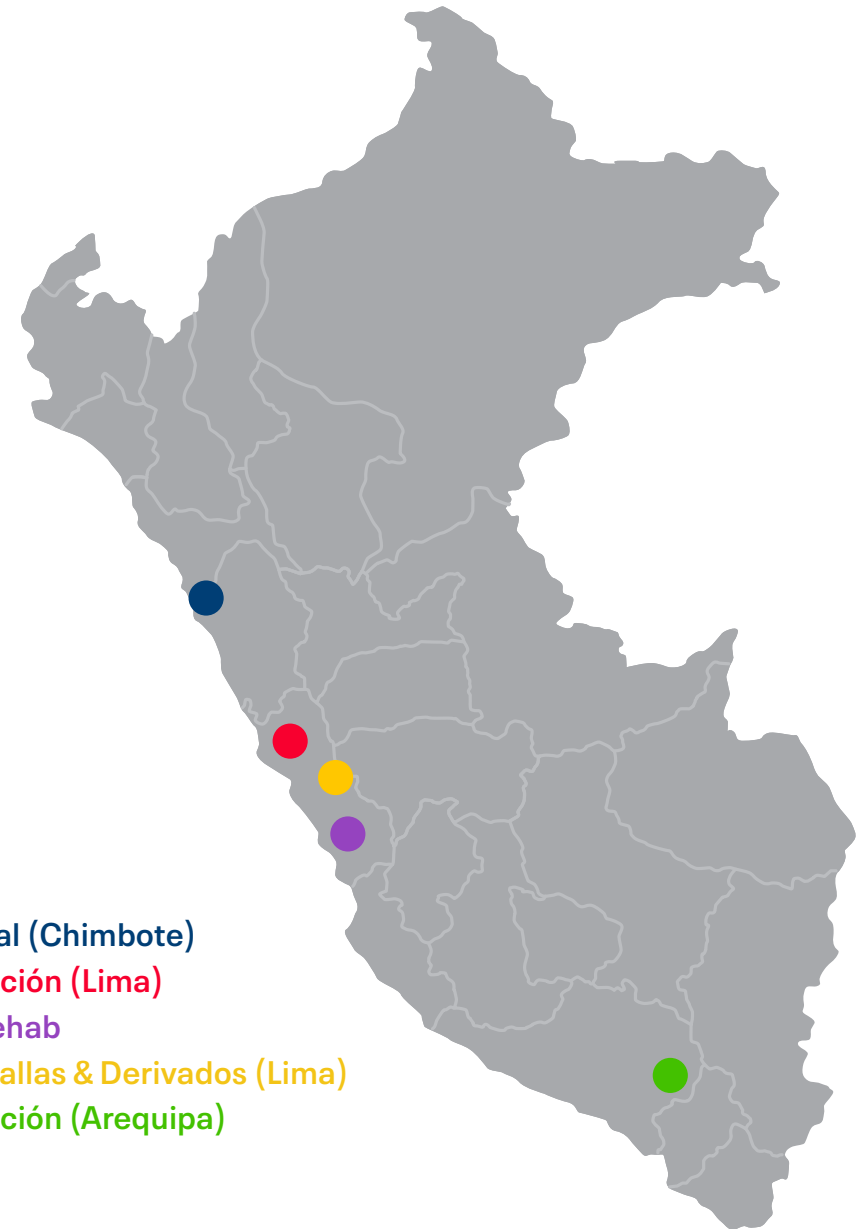 al (Chimbote)
ción (Lima)
ehab
allas & Derivados (Lima)
ción (Arequipa)